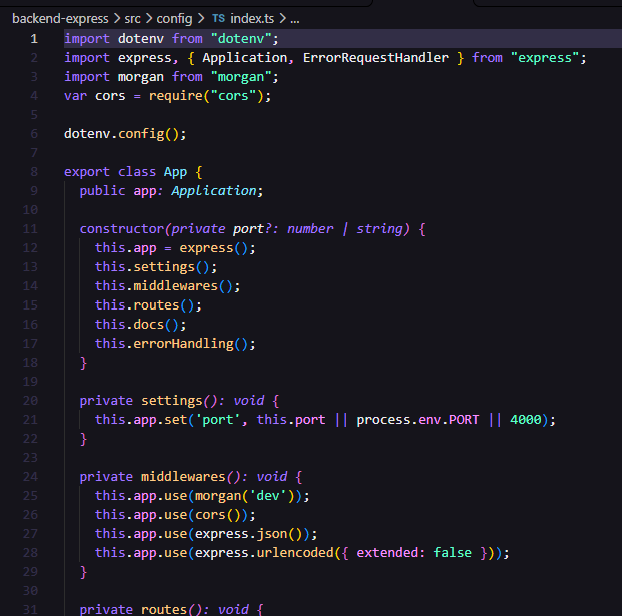 backend-express > src > config > TS index.ts > ...
1 import dotenv from "dotenv";
2 import express, { Application, ErrorRequestHandler } from "express";
3 import morgan from "morgan";
4 var cors = require("cors");
5
6 dotenv.config();
7
8 export class App {
9   public app: Application;
10
11   constructor(private port?: number | string) {
12     this.app = express();
13     this.settings();
14     this.middlewares();
15     this.routes();
16     this.docs();
17     this.errorHandling();
18   }
19
20   private settings(): void {
21     this.app.set('port', this.port || process.env.PORT || 4000);
22   }
23
24   private middlewares(): void {
25     this.app.use(morgan('dev'));
26     this.app.use(cors());
27     this.app.use(express.json());
28     this.app.use(express.urlencoded({ extended: false }));
29   }
30
31   private routes(): void {